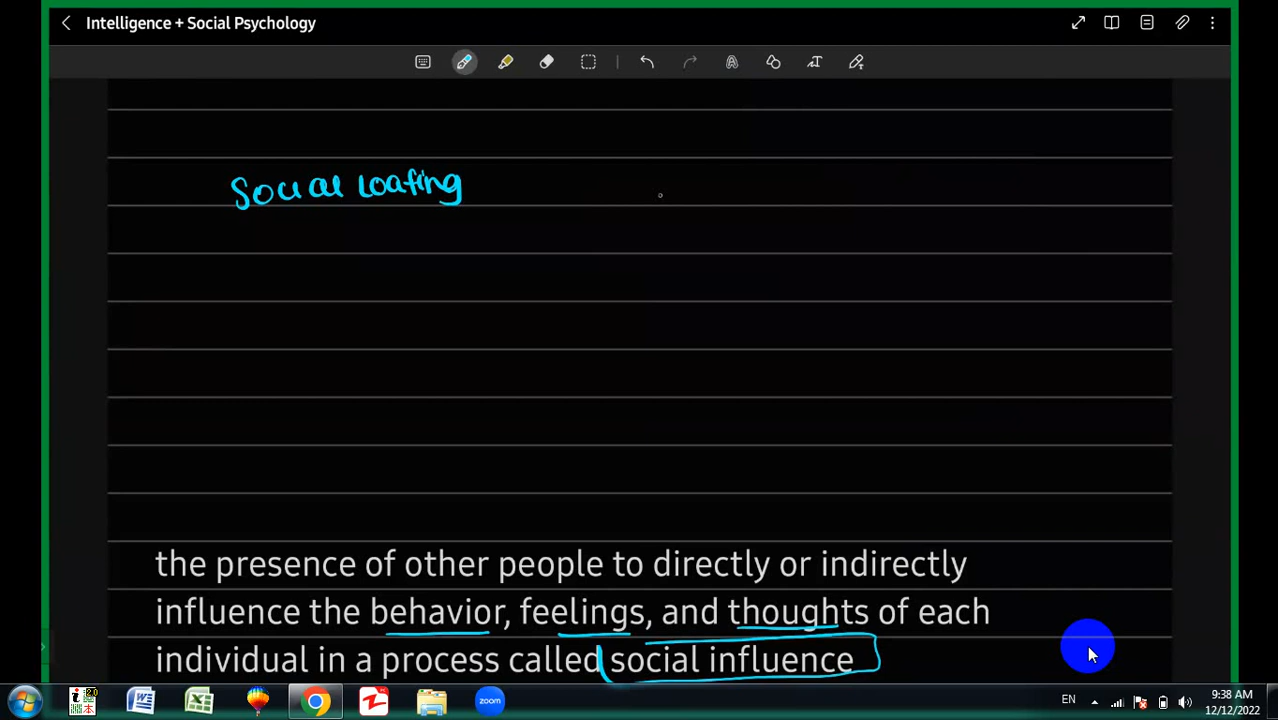 Intelligence + Social Psychology
Social Loafing
the presence of other people to directly or indirectly
influence the behavior, feelings, and thoughts of each
individual in a process called social influence
EN
9:38 AM
12/12/2022
zoom